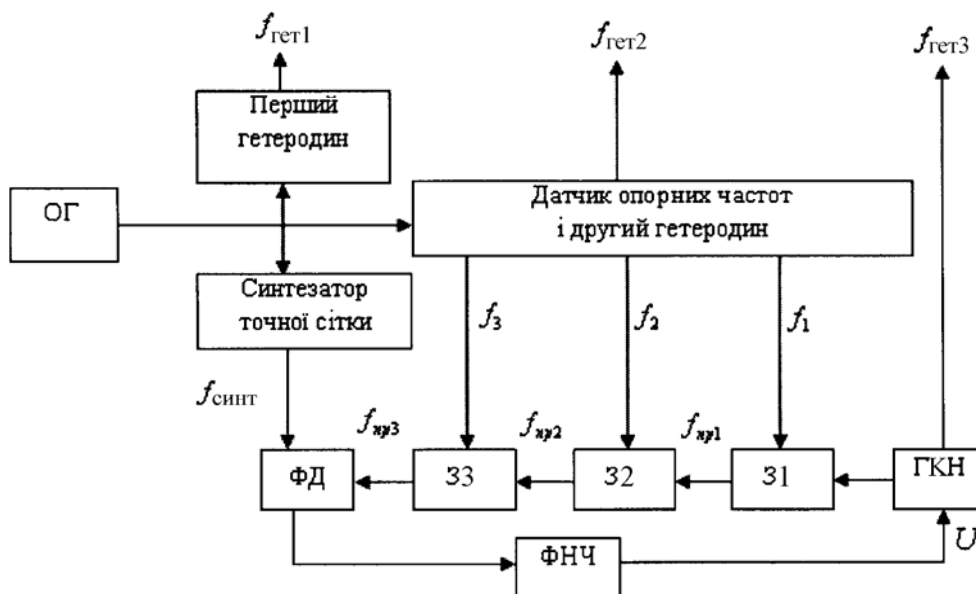 fгет1
fгет2
fгет3
Перший
гетеродин
ОГ
Датчик опорних частот
і другий гетеродин
Синтезатор
точної сітки
f3
f2
f1
fсинт
fпр3
fпр2
fпр1
ФД
З3
З2
З1
ГКН
ФНЧ
U